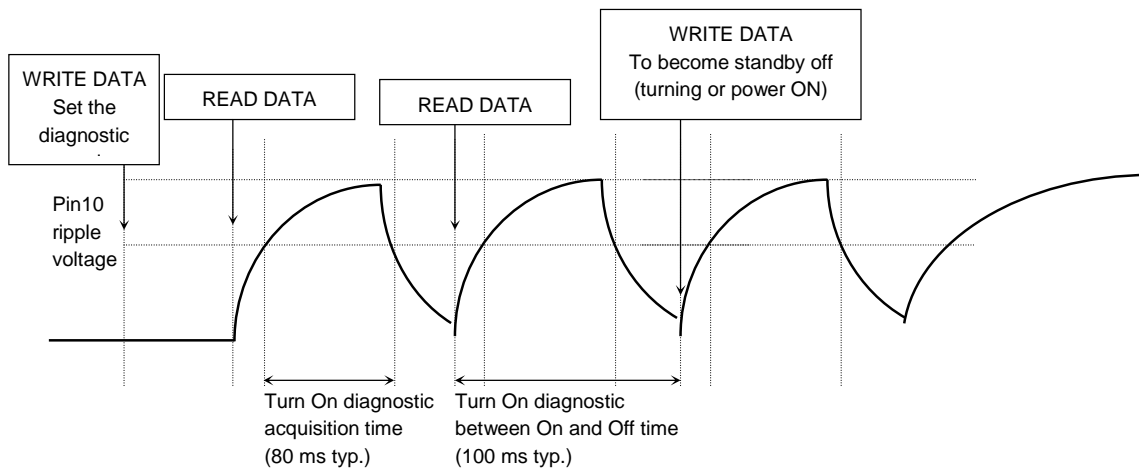 WRITE DATA
Set the
diagnostic
.
READ DATA
READ DATA
WRITE DATA
To become standby off
(turning or power ON)
Pin10
ripple
voltage
Turn On diagnostic
acquisition time
(80 ms typ.)
Turn On diagnostic
between On and Off time
(100 ms typ.)